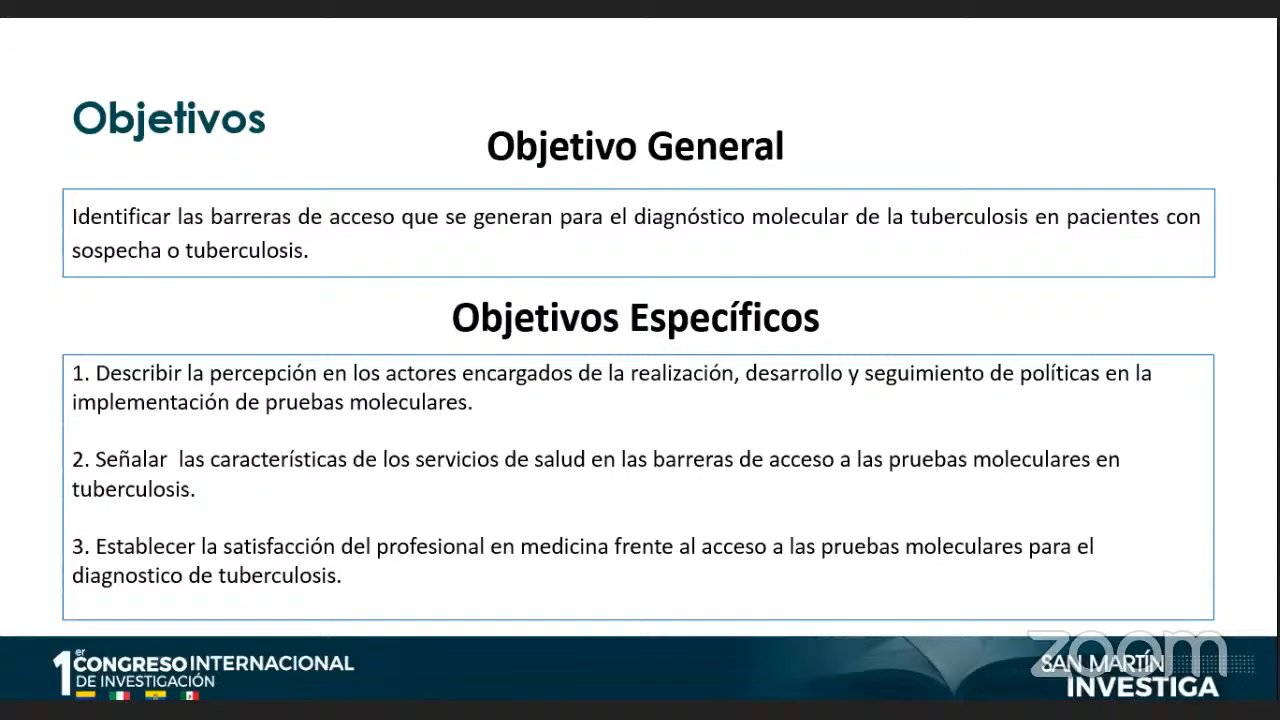 Objetivos
Objetivo General
Identificar las barreras de acceso que se generan para el diagnóstico molecular de la tuberculosis en pacientes con
sospecha o tuberculosis.
Objetivos Específicos
1. Describir la percepción en los actores encargados de la realización, desarrollo y seguimiento de políticas en la
implementación de pruebas moleculares.
2. Señalar  las características de los servicios de salud en las barreras de acceso a las pruebas moleculares en
tuberculosis.
3. Establecer la satisfacción del profesional en medicina frente al acceso a las pruebas moleculares para el
diagnostico de tuberculosis.
1er CONGRESO INTERNACIONAL
DE INVESTIGACIÓN
zoom
SAN MARTÍN
INVESTIGA